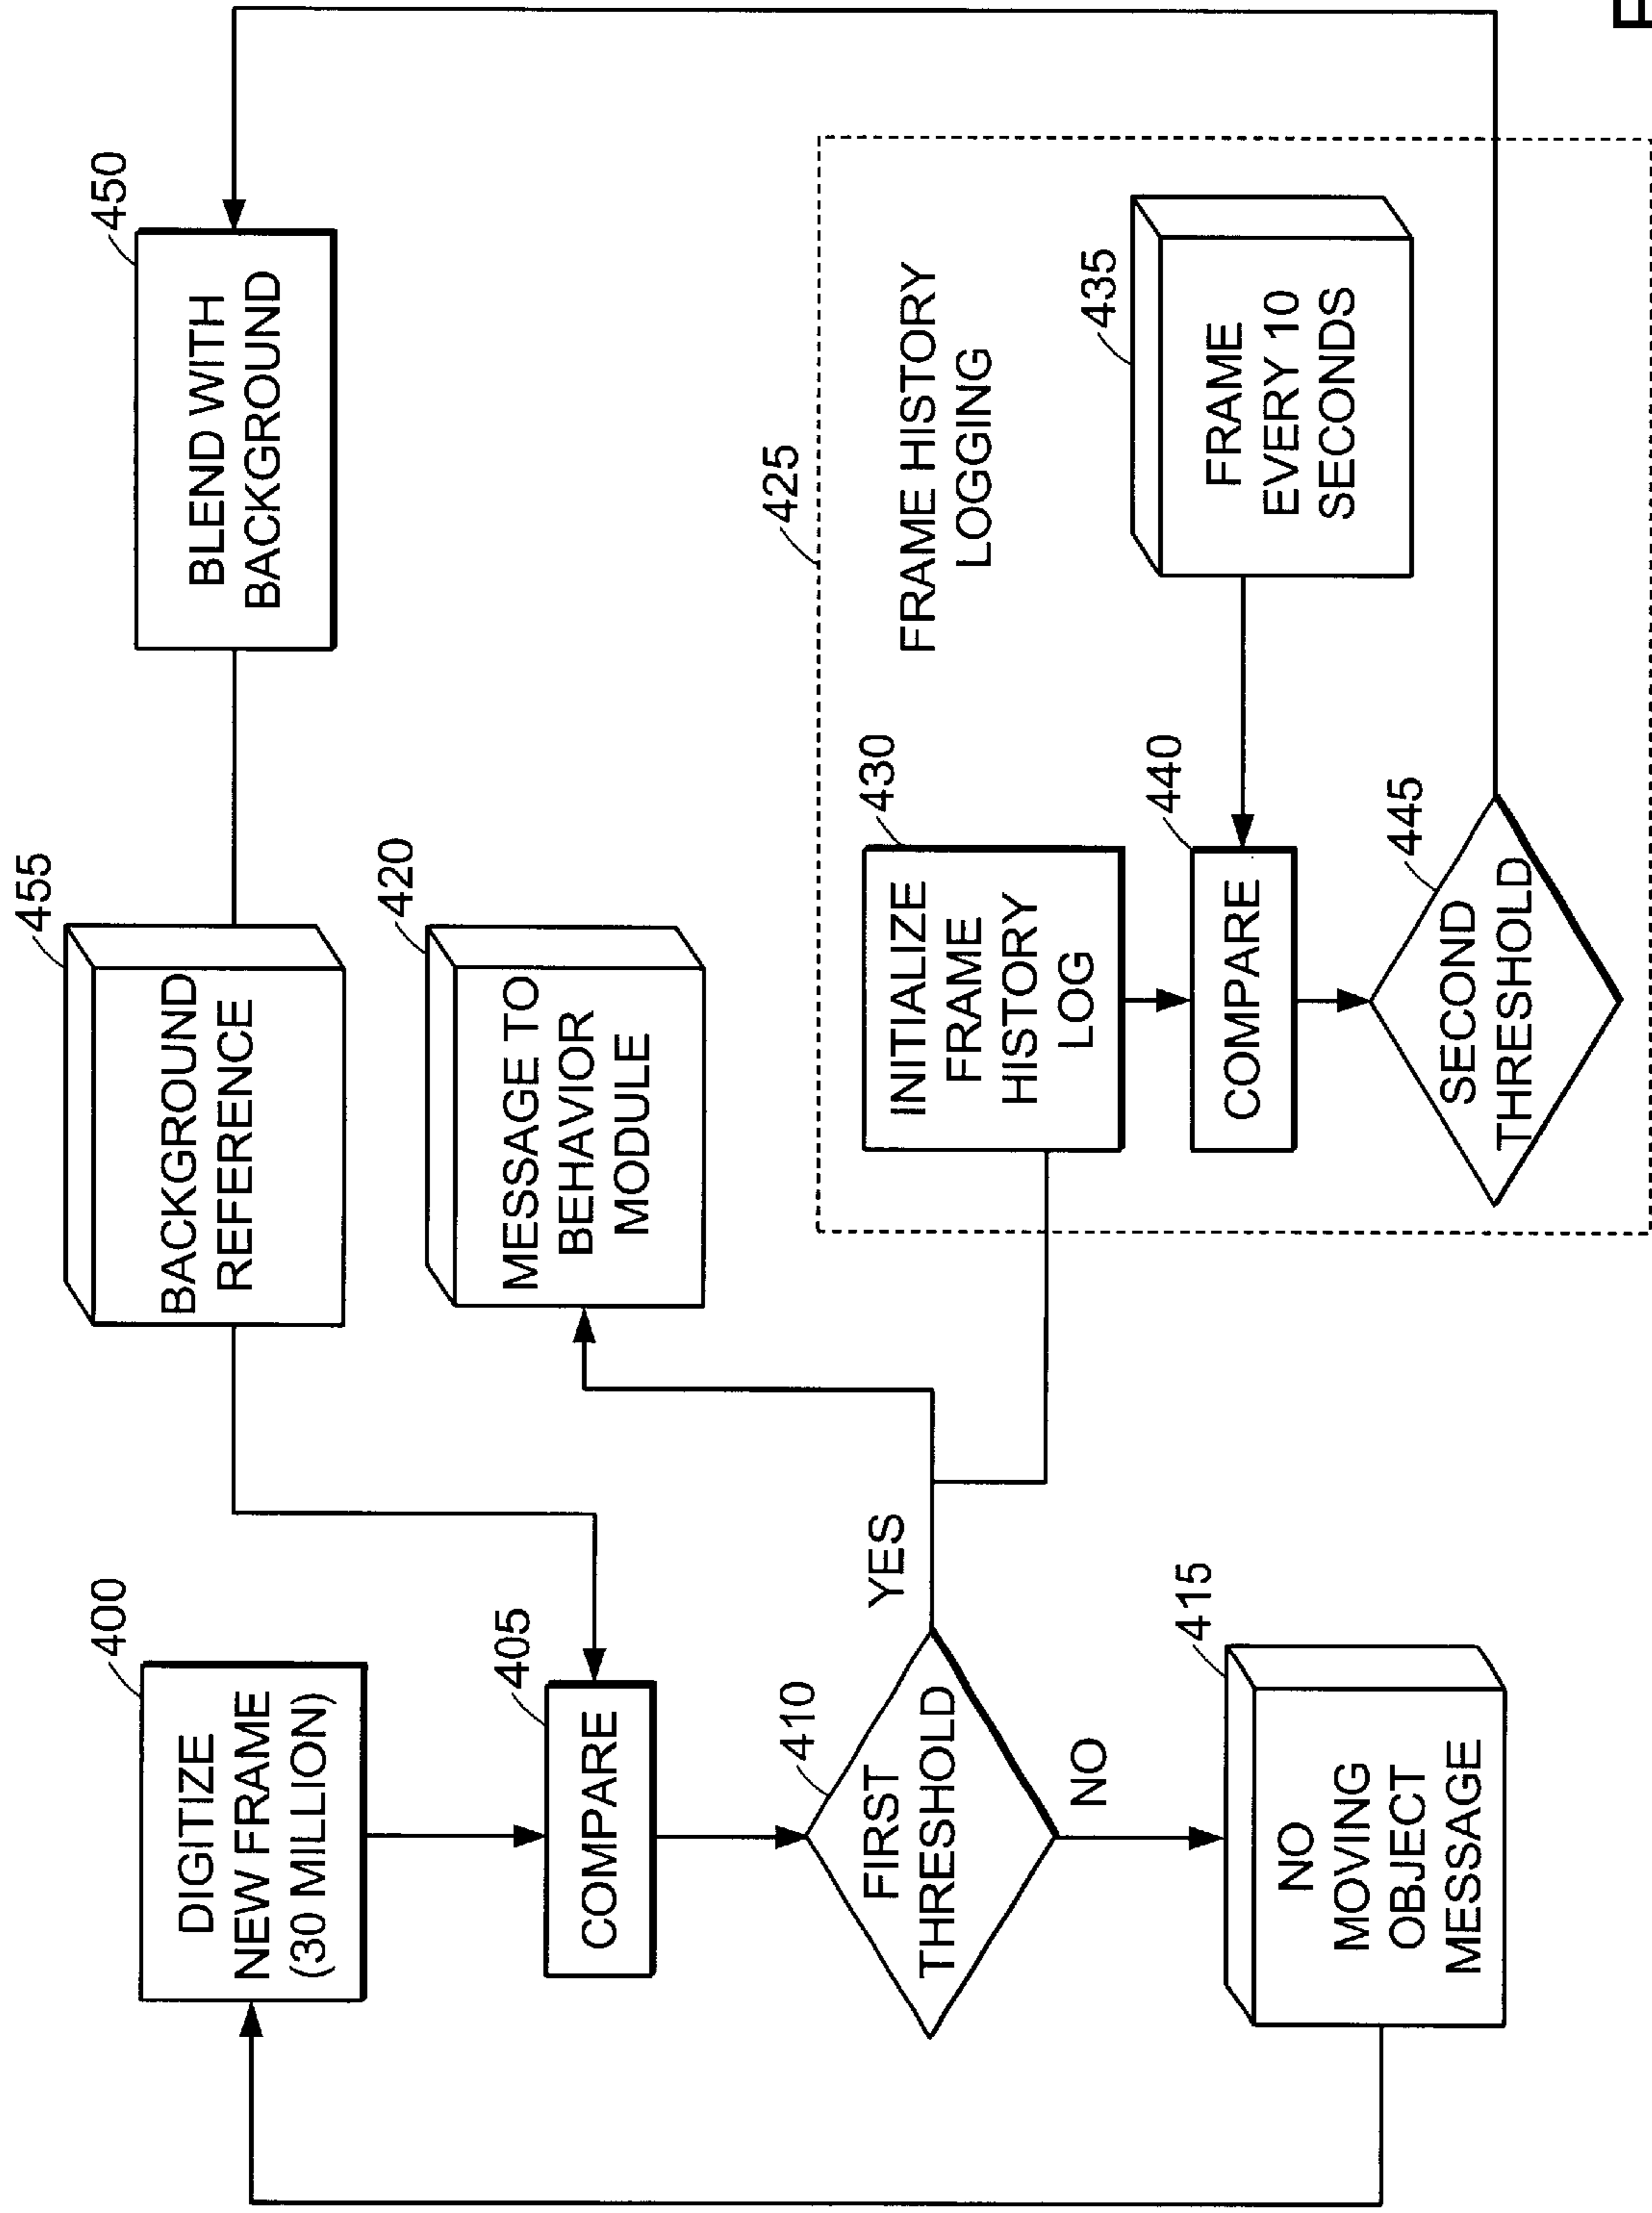 400
DIGITIZE
NEW FRAME
(30 MILLION)
405
COMPARE
410
FIRST
THRESHOLD
YES
NO
415
NO
MOVING
OBJECT
MESSAGE
455
BACKGROUND
REFERENCE
420
MESSAGE TO
BEHAVIOR
MODULE
450
BLEND WITH
BACKGROUND
425
FRAME HISTORY
LOGGING
430
INITIALIZE
FRAME
HISTORY
LOG
435
FRAME
EVERY 10
SECONDS
440
COMPARE
445
SECOND
THRESHOLD